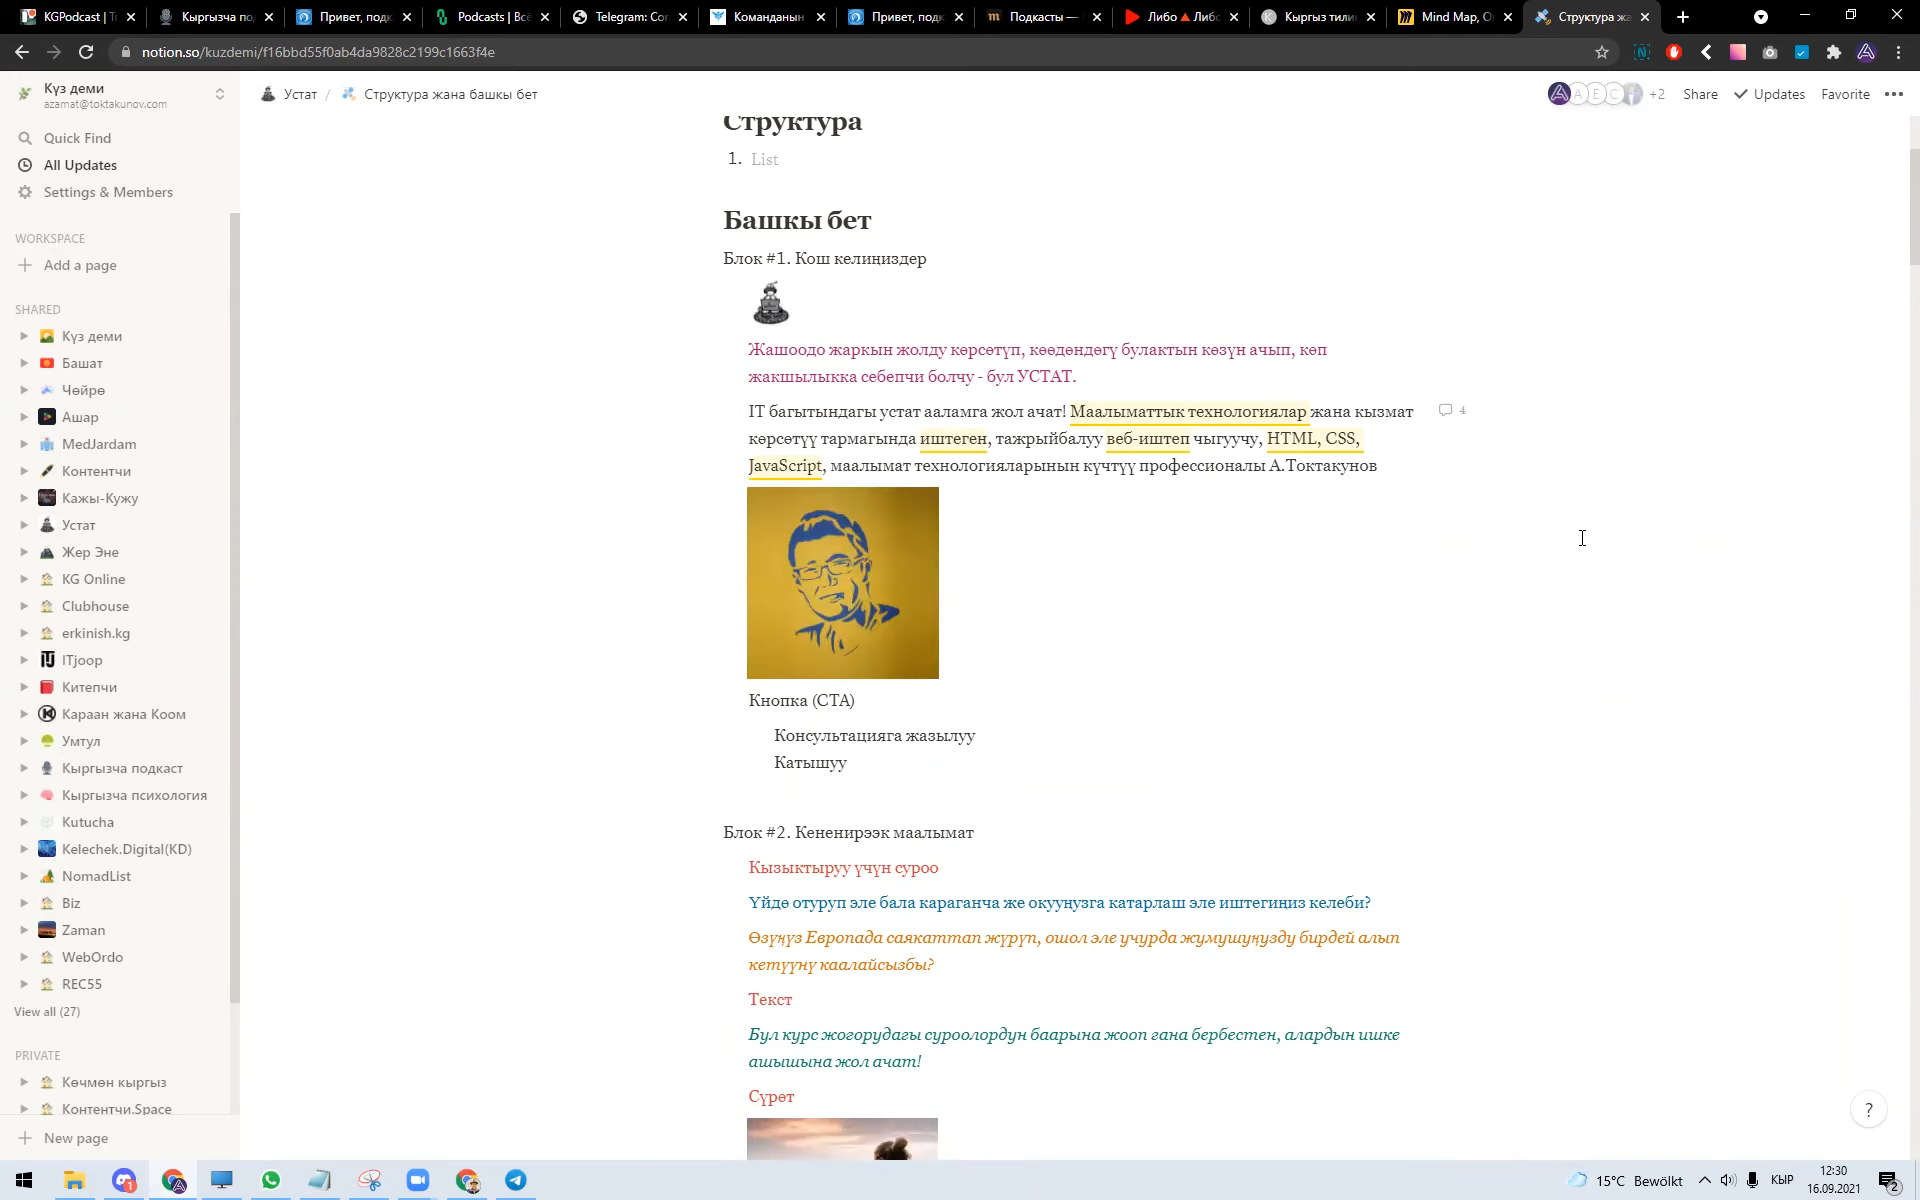 KGPodcast | Tr
Кыргызча по
Привет, подк
Podcasts | Все
Telegram: Con
Команданын
Привет, подк
Подкасты —
Либо 🔺 Либо
Кыргыз тили
Mind Map, О
Структура жа
notion.so/kuzdemi/f16bbd55f0ab4da9828c2199c1663f4e
Күз деми
azamat@toktakunov.com
Устат / Структура жана башкы бет
A E C +2 Share Updates Favorite
Quick Find
All Updates
Settings & Members
WORKSPACE
Add a page
SHARED
Күз деми
Башат
Чөйрө
Ашар
MedJardam
Контентчи
Кажы-Кужу
Устат
Жер Эне
KG Online
Clubhouse
erkinish.kg
ITjoop
Китепчи
Караан жана Коом
Умтул
Кыргызча подкаст
Кыргызча психология
Kutucha
Kelechek.Digital(KD)
NomadList
Biz
Zaman
WebOrdo
REC55
View all (27)
PRIVATE
Көчмөн кыргыз
Контентчи.Space
New page
Структура
1. List
Башкы бет
Блок #1. Кош келиңиздер
Жашоодо жаркын жолду көрсөтүп, көөдөндөгү булактын көзүн ачып, көп
жакшылыкка себепчи болчу - бул УСТАТ.
IT багытындагы устат ааламга жол ачат! Маалыматтык технологиялар жана кызмат
4
көрсөтүү тармагында иштеген, тажрыйбалуу веб-иштеп чыгуучу, HTML, CSS,
JavaScript, маалымат технологияларынын күчтүү профессионалы А.Токтакунов
Кнопка (СТА)
Консультацияга жазылуу
Катышуу
Блок #2. Кененирээк маалымат
Кызыктыруу үчүн суроо
Үйдө отуруп эле бала караганча же окууңузга катарлаш эле иштегиңиз келеби?
Өзүңүз Европада саякаттап жүрүп, ошол эле учурда жумушуңузду бирдей алып
кетүүнү каалайсызбы?
Текст
Бул курс жогорудагы суроолордун баарына жооп гана бербестен, алардын ишке
ашышына жол ачат!
Сүрөт
?
15°C Bewölkt
КЫР
12:30
16.09.2021
2